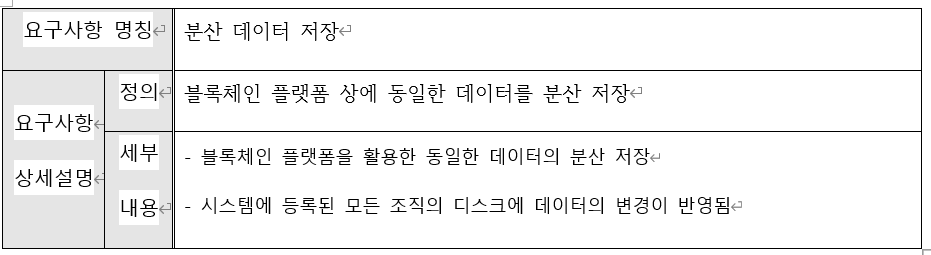 요구사항 명칭
분산 데이터 저장
요구사항
상세설명
정의
블록체인 플랫폼 상에 동일한 데이터를 분산 저장
세부
내용
- 블록체인 플랫폼을 활용한 동일한 데이터의 분산 저장
- 시스템에 등록된 모든 조직의 디스크에 데이터의 변경이 반영됨